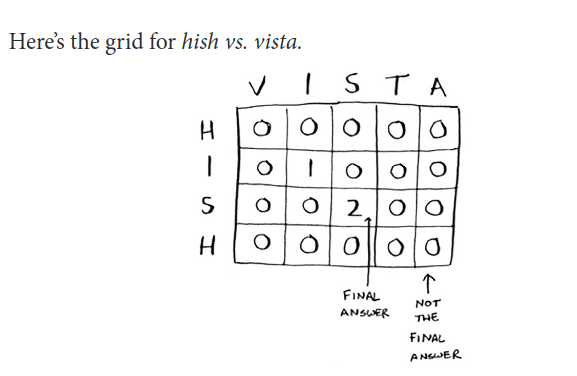 Here's the grid for hish vs. vista.
V I S T A
H 0 0 0 0 0
I 0 1 0 0 0
S 0 0 2 0 0
H 0 0 0 0 0
FINAL
ANSWER
NOT
THE
FINAL
ANSWER